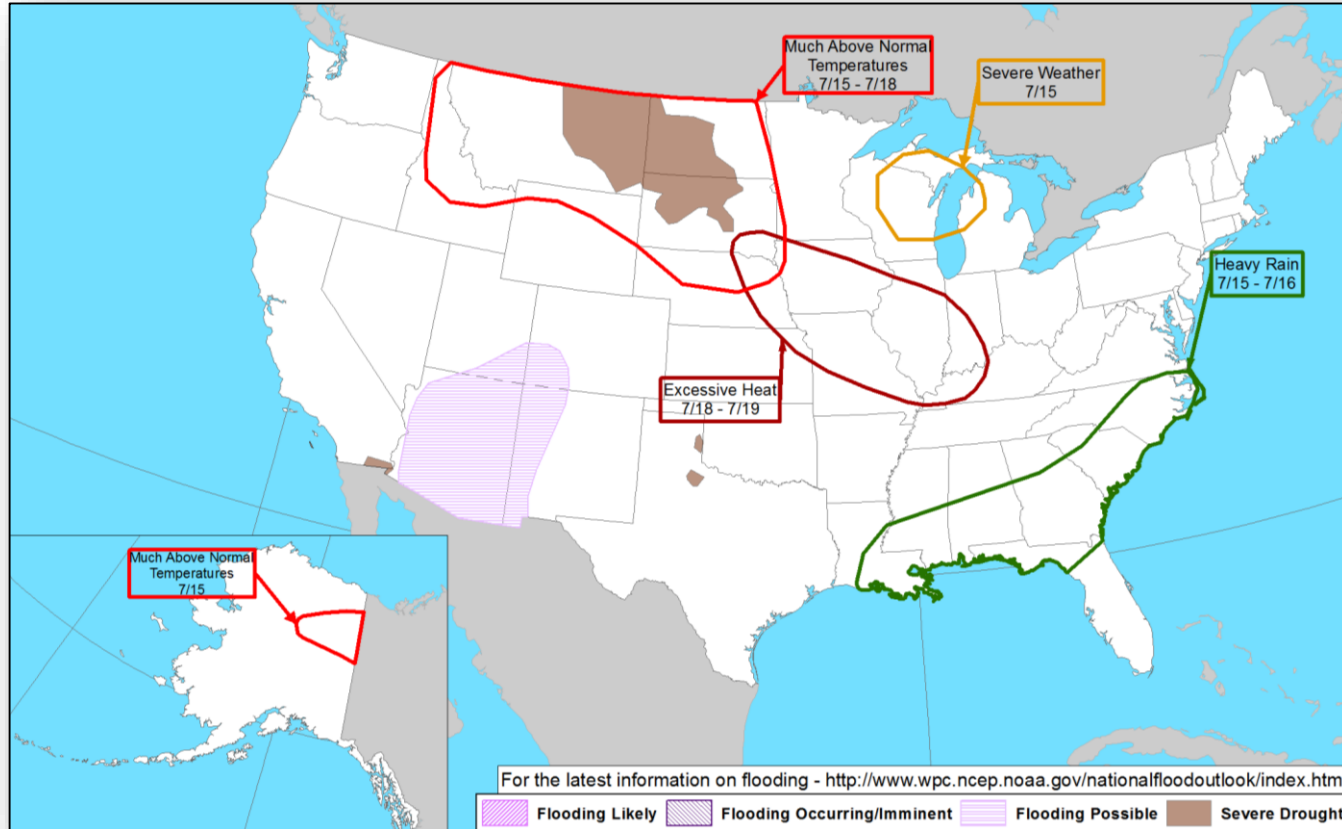 Much Above Normal
Temperatures
7/15 - 7/18
Severe Weather
7/15
Heavy Rain
7/15 - 7/16
Excessive Heat
7/18 - 7/19
Much Above Normal
Temperatures
7/15
For the latest information on flooding - http://www.wpc.ncep.noaa.gov/nationalfloodoutlook/index.htm
Flooding Likely Flooding Occurring/Imminent Flooding Possible Severe Drought